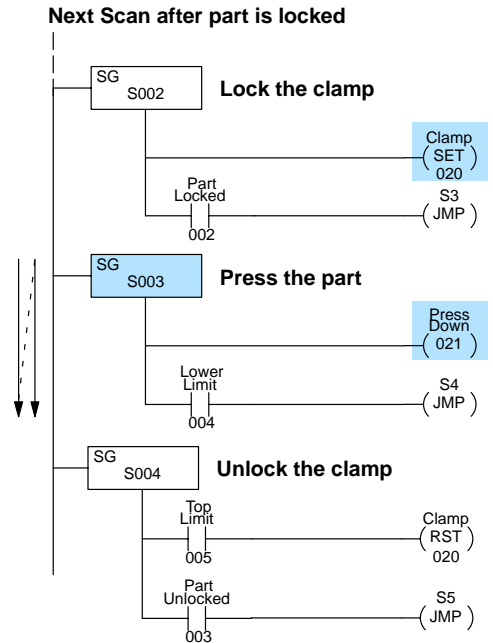 Next Scan after part is locked
SG
S002
Lock the clamp
Clamp
SET
020
Part
Locked
002
S3
JMP
SG
S003
Press the part
Press
Down
021
Lower
Limit
004
S4
JMP
SG
S004
Unlock the clamp
Top
Limit
005
Clamp
RST
020
Part
Unlocked
003
S5
JMP